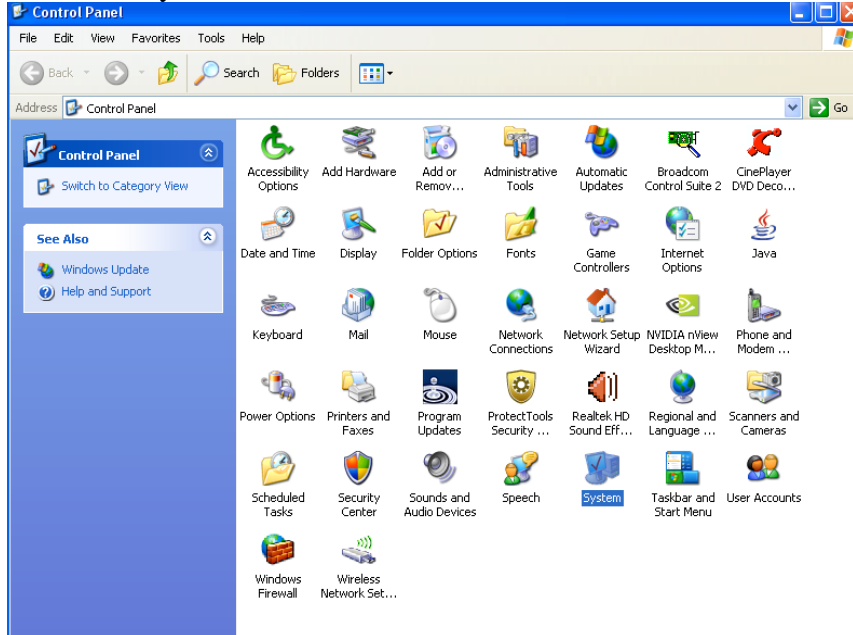 Control Panel
File Edit View Favorites Tools Help
Back Search Folders
Address Control Panel Go
Control Panel
Switch to Category View
See Also
Windows Update
Help and Support
Accessibility Options
Add Hardware
Add or Remov...
Administrative Tools
Automatic Updates
Broadcom Control Suite 2
CinePlayer DVD Deco...
Date and Time
Display
Folder Options
Fonts
Game Controllers
Internet Options
Java
Keyboard
Mail
Mouse
Network Connections
Network Setup Wizard
NVIDIA nView Desktop M...
Phone and Modem ...
Power Options
Printers and Faxes
Program Updates
ProtectTools Security ...
Realtek HD Sound Eff...
Regional and Language ...
Scanners and Cameras
Scheduled Tasks
Security Center
Sounds and Audio Devices
Speech
System
Taskbar and Start Menu
User Accounts
Windows Firewall
Wireless Network Set...